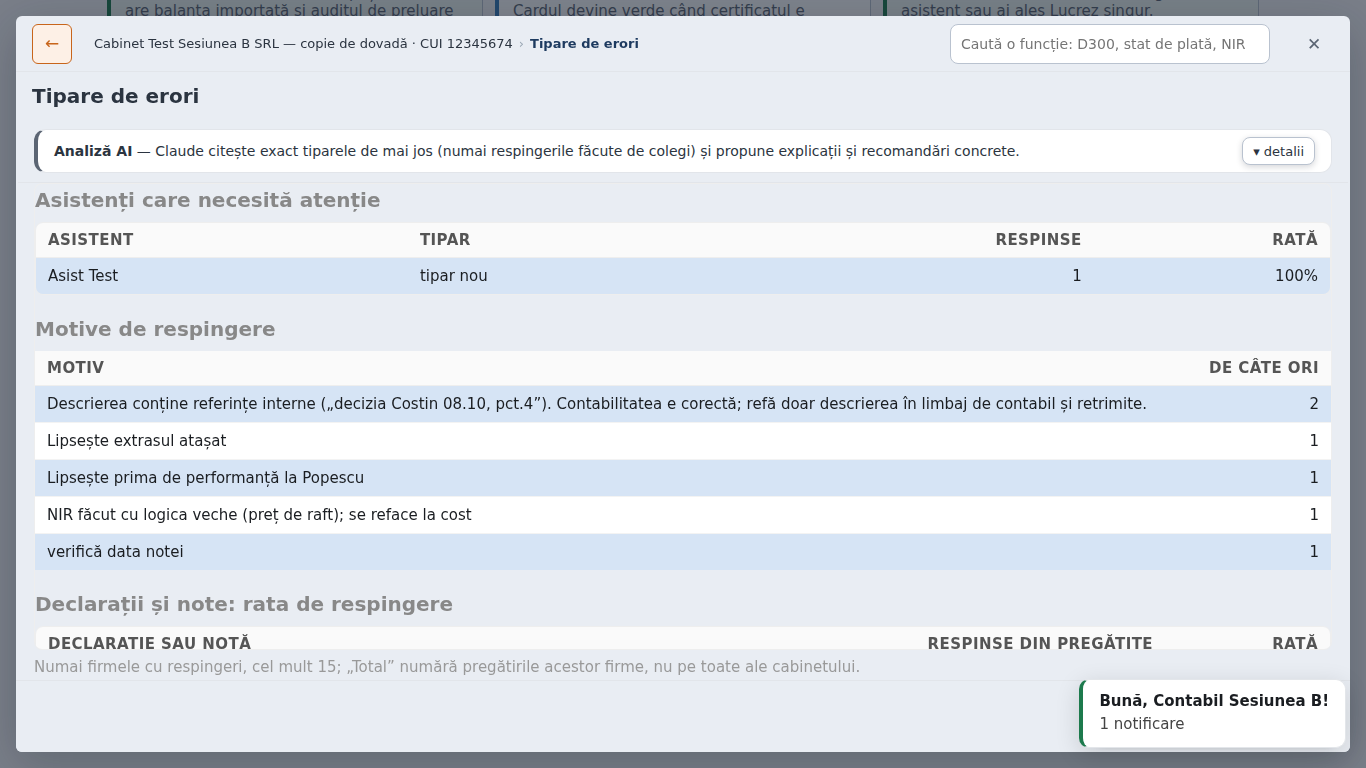 are balanța importată și auditul de preluare
Cardul devine verde când certificatul e
asistent sau ai ales Lucrez singur.
←
Cabinet Test Sesiunea B SRL — copie de dovadă · CUI 12345674 › Tipare de erori
Caută o funcție: D300, stat de plată, NIR
✕
Tipare de erori
Analiză AI — Claude citește exact tiparele de mai jos (numai respingerile făcute de colegi) și propune explicații și recomandări concrete.
▾ detalii
Asistenți care necesită atenție
ASISTENT TIPAR RESPINSE RATĂ
Asist Test tipar nou 1 100%
Motive de respingere
MOTIV DE CÂTE ORI
Descrierea conține referințe interne („decizia Costin 08.10, pct.4”). Contabilitatea e corectă; refă doar descrierea în limbaj de contabil și retrimite. 2
Lipsește extrasul atașat 1
Lipsește prima de performanță la Popescu 1
NIR făcut cu logica veche (preț de raft); se reface la cost 1
verifică data notei 1
Declarații și note: rata de respingere
DECLARAȚIE SAU NOTĂ RESPINSE DIN PREGĂTITE RATĂ
Numai firmele cu respingeri, cel mult 15; „Total” numără pregătirile acestor firme, nu pe toate ale cabinetului.
Bună, Contabil Sesiunea B!
1 notificare